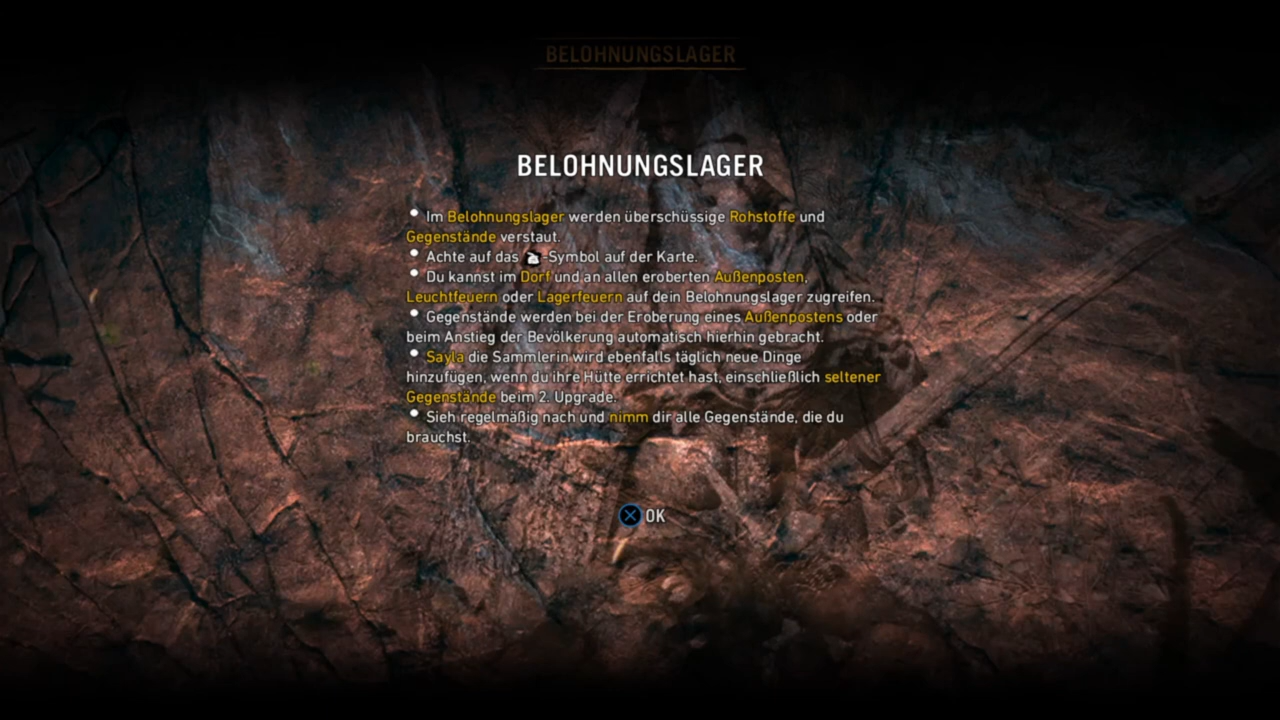 BELOHNUNGSLAGER
BELOHNUNGSLAGER
• Im Belohnungslager werden überschüssige Rohstoffe und
Gegenstände verstaut.
• Achte auf das -Symbol auf der Karte.
• Du kannst im Dorf und an allen eroberten Außenposten,
Leuchtfeuern oder Lagerfeuern auf dein Belohnungslager zugreifen.
• Gegenstände werden bei der Eroberung eines Außenpostens oder
beim Anstieg der Bevölkerung automatisch hierhin gebracht.
• Sayla die Sammlerin wird ebenfalls täglich neue Dinge
hinzufügen, wenn du ihre Hütte errichtet hast, einschließlich seltener
Gegenstände beim 2. Upgrade.
• Sieh regelmäßig nach und nimm dir alle Gegenstände, die du
brauchst.
OK